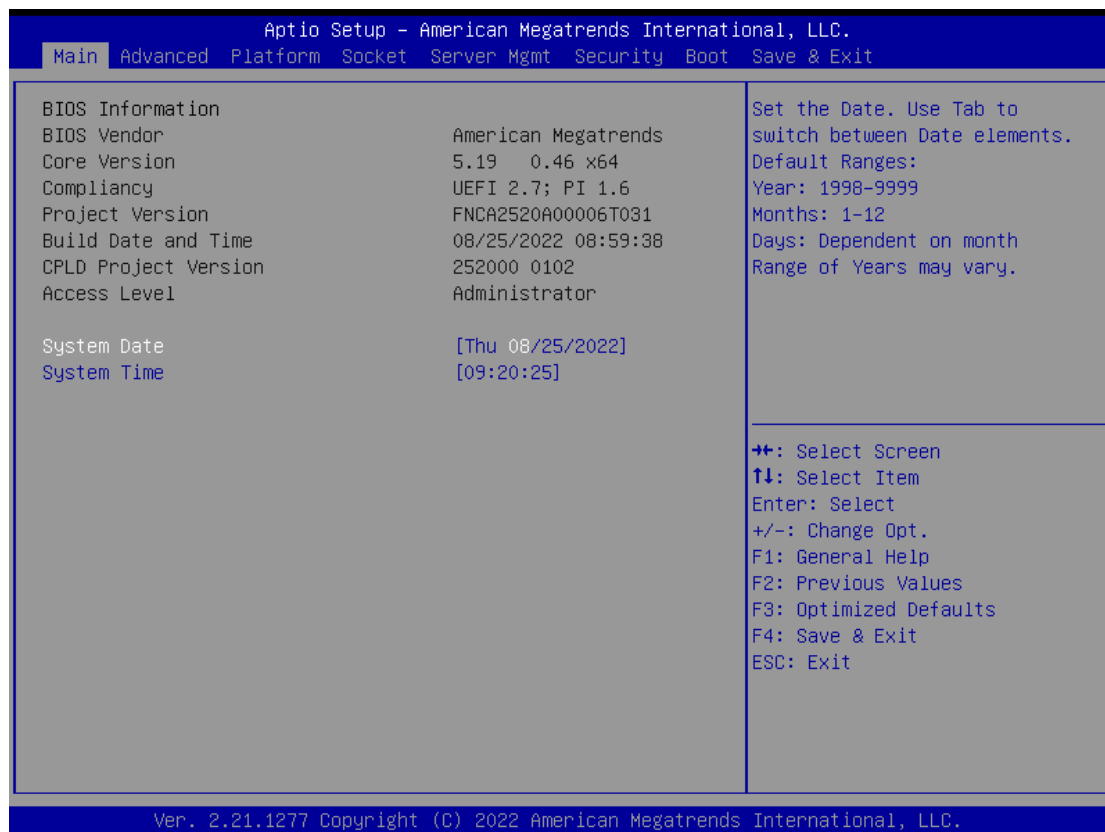 Aptio Setup – American Megatrends International, LLC.
Main Advanced Platform Socket Server Mgmt Security Boot Save & Exit
BIOS Information
BIOS Vendor American Megatrends
Core Version 5.19 0.46 x64
Compliancy UEFI 2.7; PI 1.6
Project Version FNCA2520A00006T031
Build Date and Time 08/25/2022 08:59:38
CPLD Project Version 252000 0102
Access Level Administrator
System Date [Thu 08/25/2022]
System Time [09:20:25]
Set the Date. Use Tab to
switch between Date elements.
Default Ranges:
Year: 1998–9999
Months: 1–12
Days: Dependent on month
Range of Years may vary.
→←: Select Screen
↑↓: Select Item
Enter: Select
+/–: Change Opt.
F1: General Help
F2: Previous Values
F3: Optimized Defaults
F4: Save & Exit
ESC: Exit
Ver. 2.21.1277 Copyright (C) 2022 American Megatrends International, LLC.